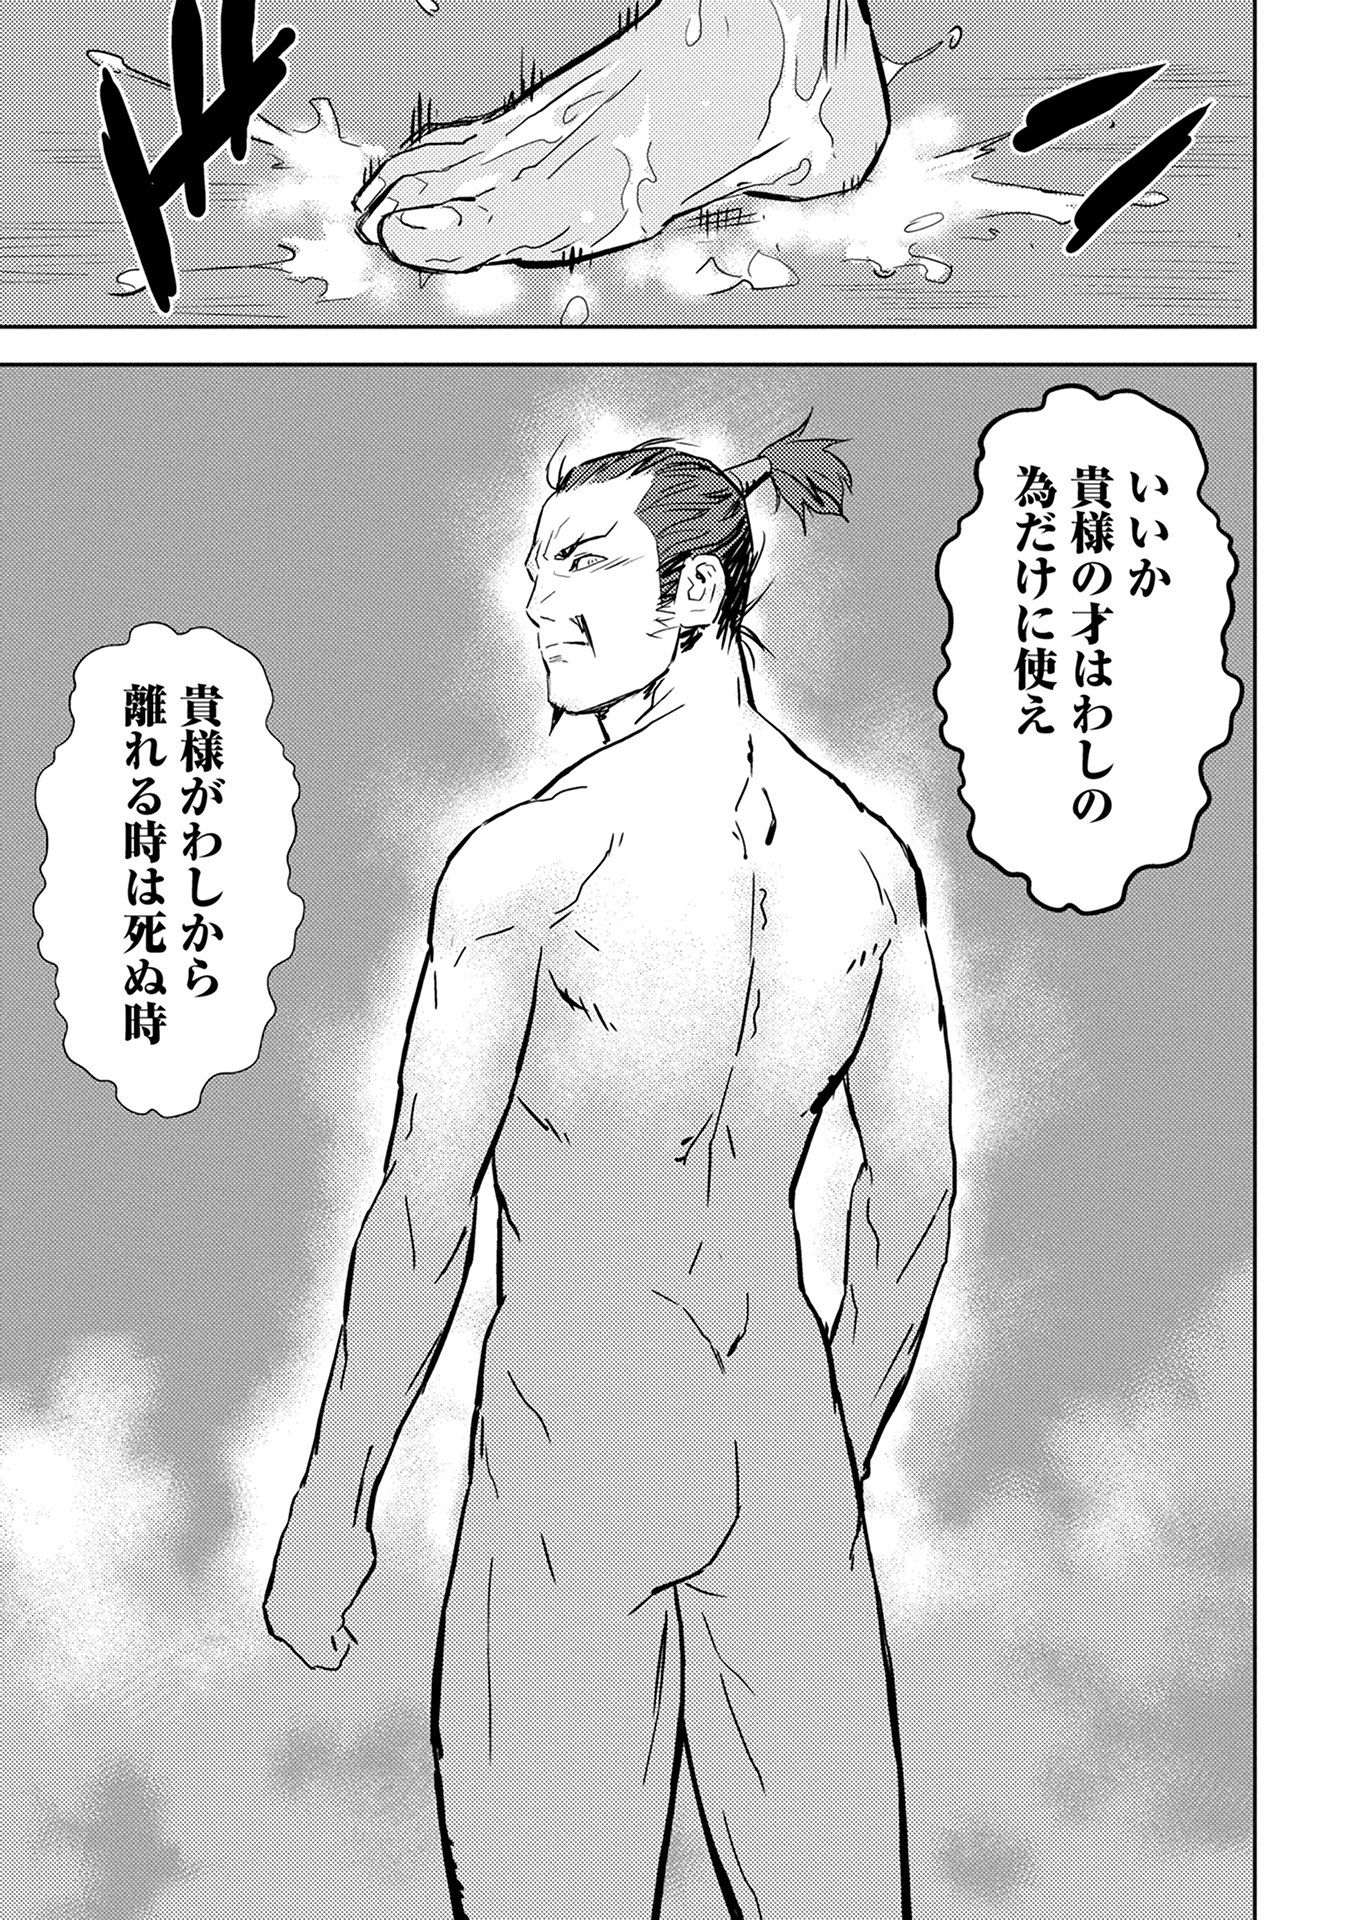 いいか
貴様の才はわしの
為だけに使え
貴様がわしから
離れる時は死ぬ時